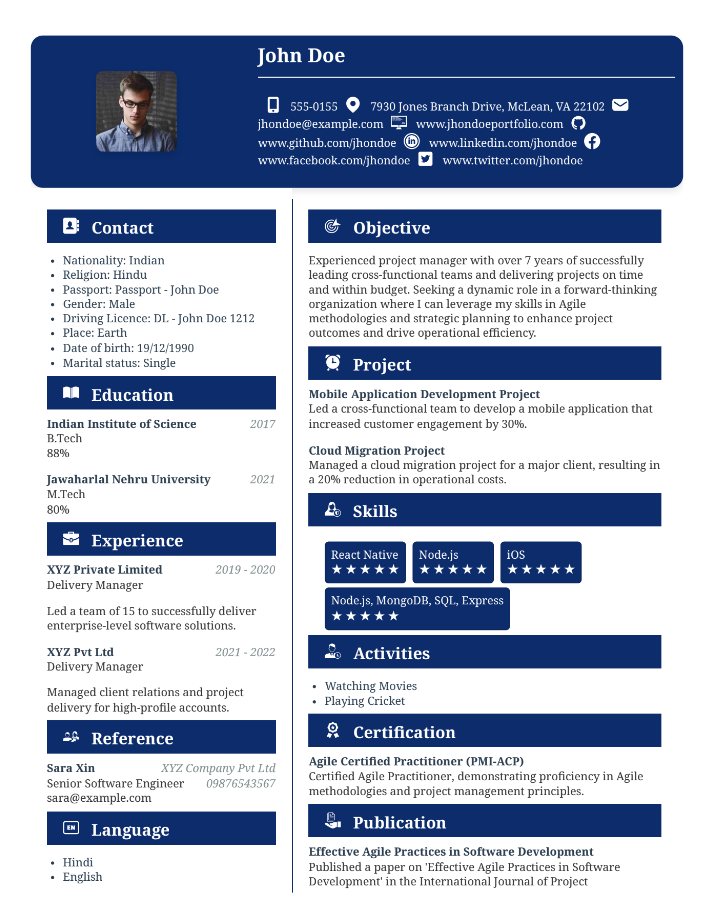 John Doe
555-0155 7930 Jones Branch Drive, McLean, VA 22102
jhondoe@example.com www.jhondoeportfolio.com
www.github.com/jhondoe www.linkedin.com/jhondoe
www.facebook.com/jhondoe www.twitter.com/jhondoe
Contact
Nationality: Indian
Religion: Hindu
Passport: Passport - John Doe
Gender: Male
Driving Licence: DL - John Doe 1212
Place: Earth
Date of birth: 19/12/1990
Marital status: Single
Education
Indian Institute of Science 2017
B.Tech
88%
Jawaharlal Nehru University 2021
M.Tech
80%
Experience
XYZ Private Limited 2019 - 2020
Delivery Manager
Led a team of 15 to successfully deliver
enterprise-level software solutions.
XYZ Pvt Ltd 2021 - 2022
Delivery Manager
Managed client relations and project
delivery for high-profile accounts.
Reference
Sara Xin XYZ Company Pvt Ltd
Senior Software Engineer 09876543567
sara@example.com
EN Language
Hindi
English
Objective
Experienced project manager with over 7 years of successfully
leading cross-functional teams and delivering projects on time
and within budget. Seeking a dynamic role in a forward-thinking
organization where I can leverage my skills in Agile
methodologies and strategic planning to enhance project
outcomes and drive operational efficiency.
Project
Mobile Application Development Project
Led a cross-functional team to develop a mobile application that
increased customer engagement by 30%.
Cloud Migration Project
Managed a cloud migration project for a major client, resulting in
a 20% reduction in operational costs.
Skills
React Native Node.js iOS
★★★★★ ★★★★★ ★★★★★
Node.js, MongoDB, SQL, Express
★★★★★
Activities
Watching Movies
Playing Cricket
Certification
Agile Certified Practitioner (PMI-ACP)
Certified Agile Practitioner, demonstrating proficiency in Agile
methodologies and project management principles.
Publication
Effective Agile Practices in Software Development
Published a paper on 'Effective Agile Practices in Software
Development' in the International Journal of Project